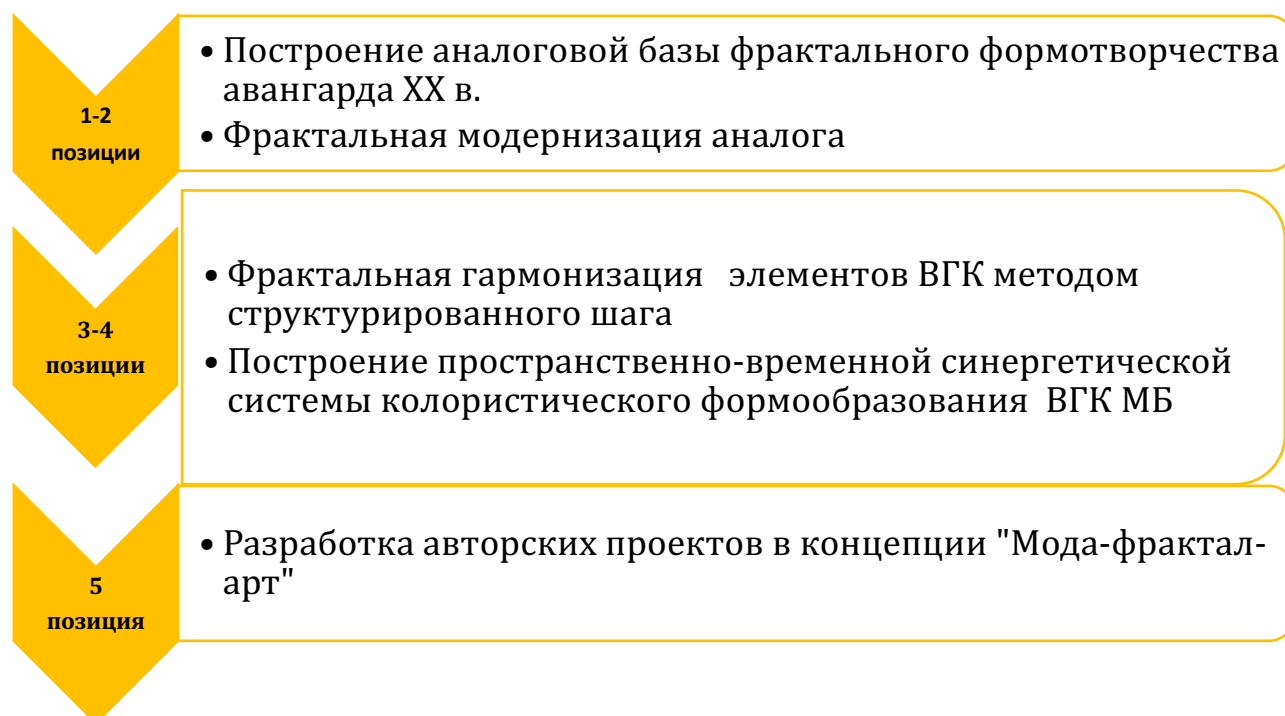 1-2
позиции
• Построение аналоговой базы фрактального формотворчества
авангарда XX в.
• Фрактальная модернизация аналога
3-4
позиции
• Фрактальная гармонизация   элементов ВГК методом
структурированного шага
• Построение пространственно-временной синергетической
системы колористического формообразования  ВГК МБ
5
позиция
• Разработка авторских проектов в концепции "Мода-фрактал-
арт"